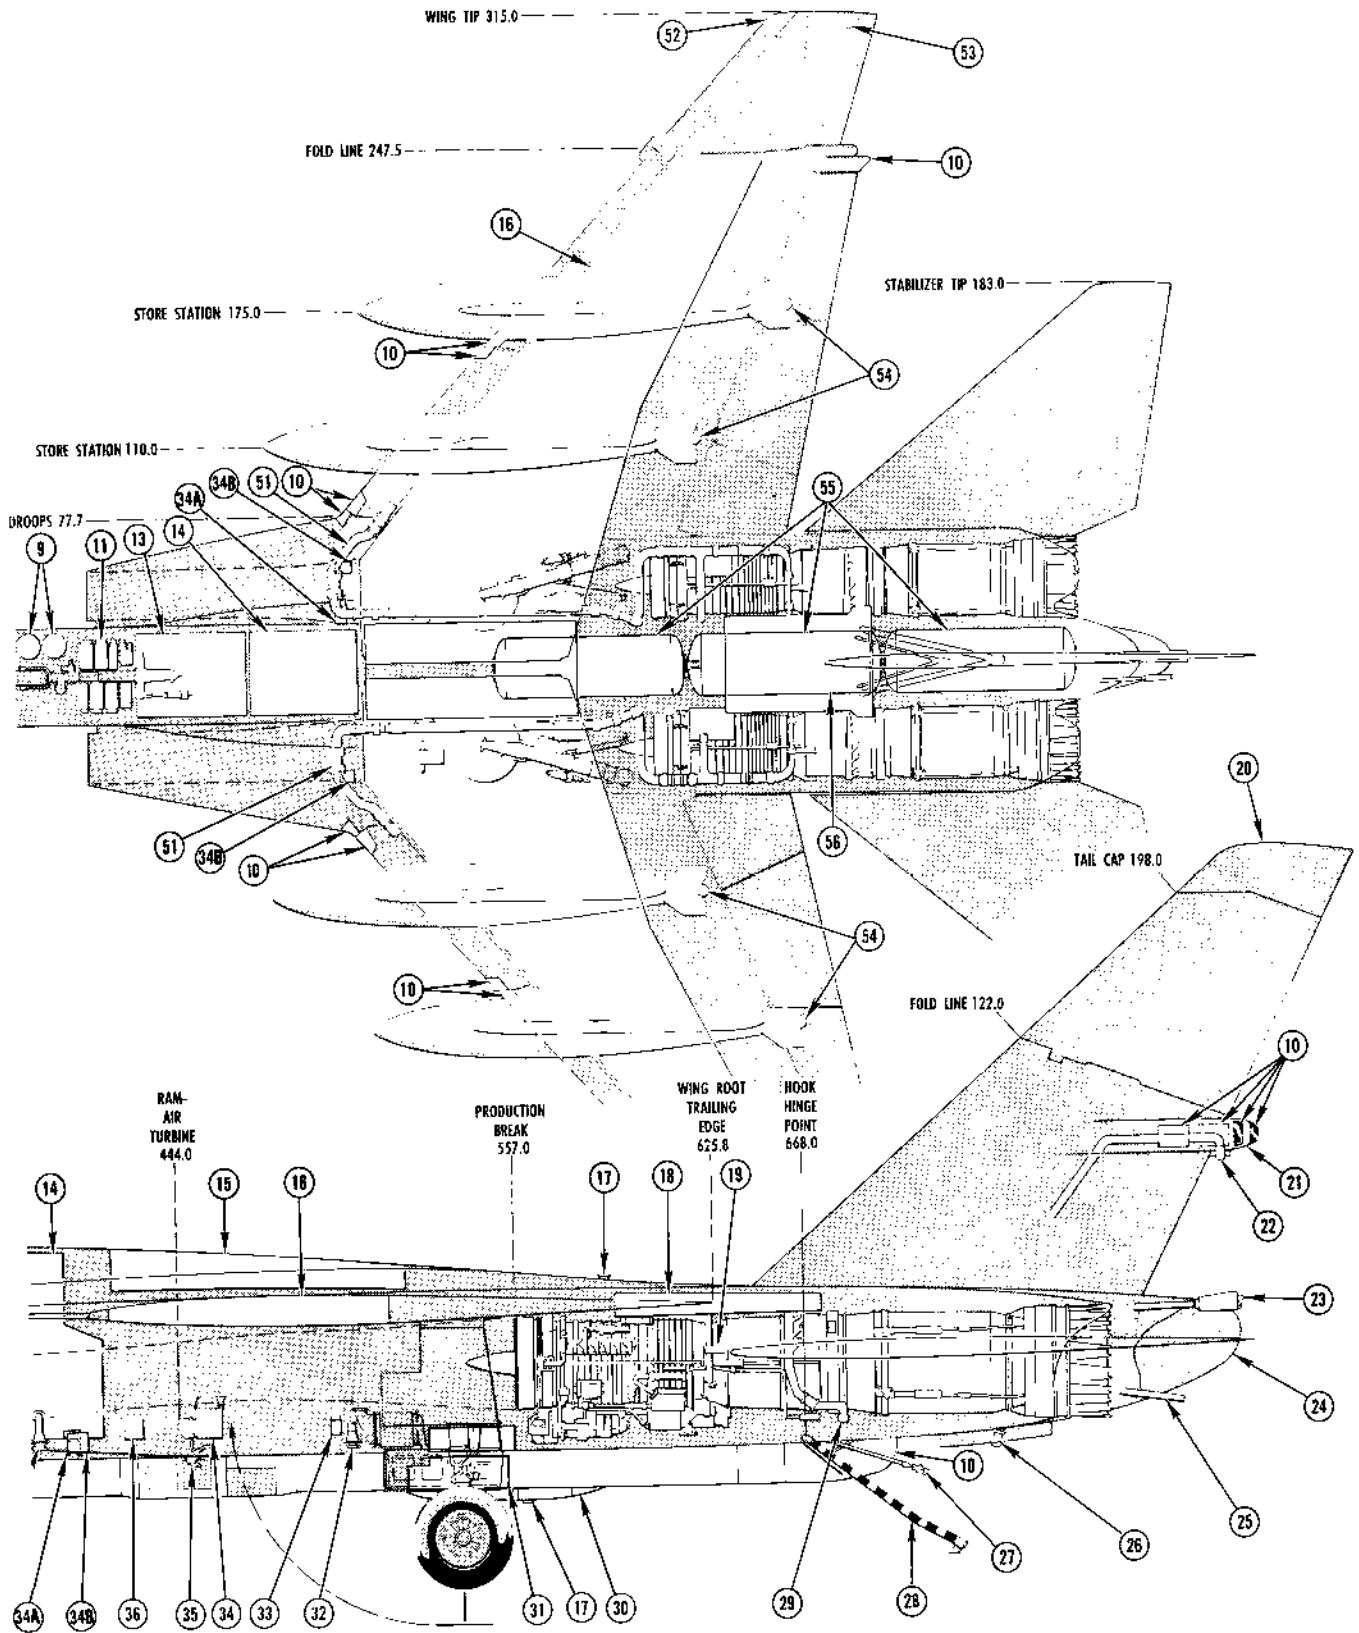 WING TIP 315.0
52
53
FOLD LINE 247.5
10
16
STABILIZER TIP 183.0
STORE STATION 175.0
10
54
STORE STATION 110.0
34B
51
10
55
34A
14
DROOPS 77.7
13
11
9
20
56
51
34B
10
TAIL CAP 198.0
54
10
FOLD LINE 122.0
10
RAM-
AIR
TURBINE
444.0
PRODUCTION
BREAK
557.0
WING ROOT
TRAILING
EDGE
625.8
HOOK
HINGE
POINT
668.0
14
15
16
17
18
19
21
22
23
24
10
25
26
27
28
29
34A
34B
36
35
34
33
32
31
17
30